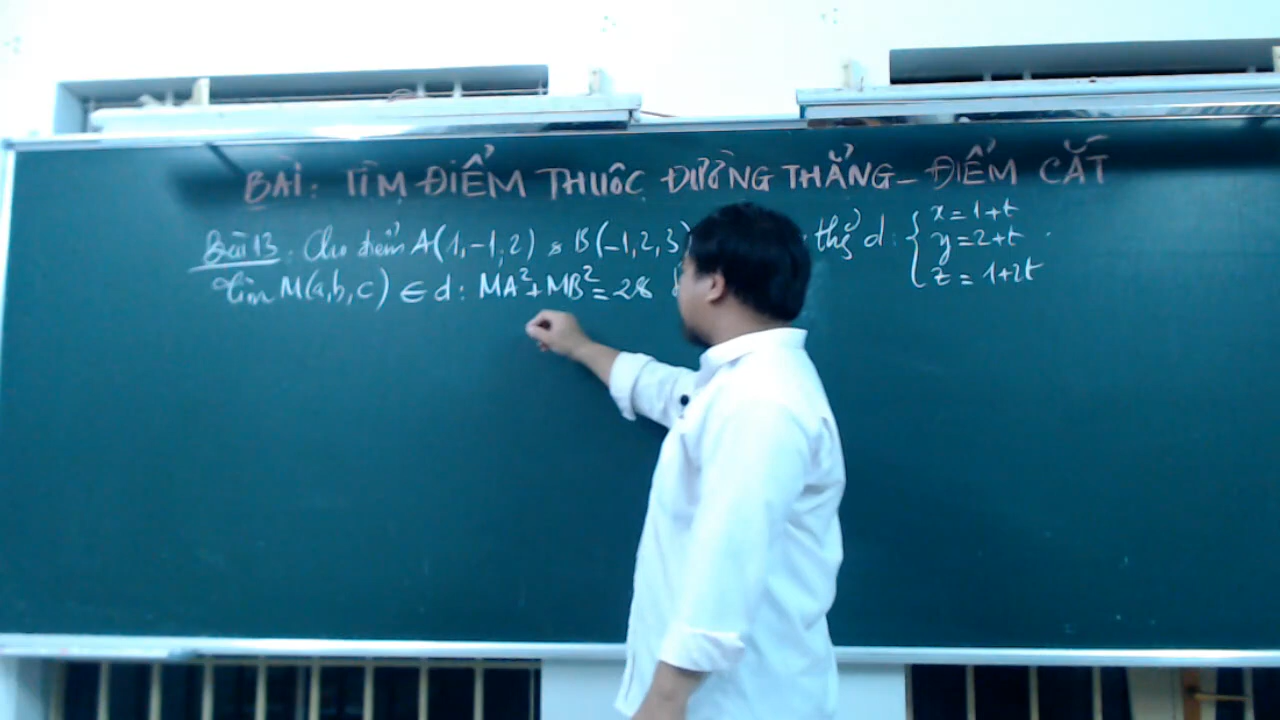 BÀI: TÌM ĐIỂM THUỘC ĐƯỜNG THẲNG - ĐIỂM CẮT
Bài 13: Cho điểm A(1,-1,2) & B(-1,2,3) thẳng d: { x=1+t
y=2+t
z=1+2t
Tìm M(a,b,c) ∈ d: MA²+MB²=28